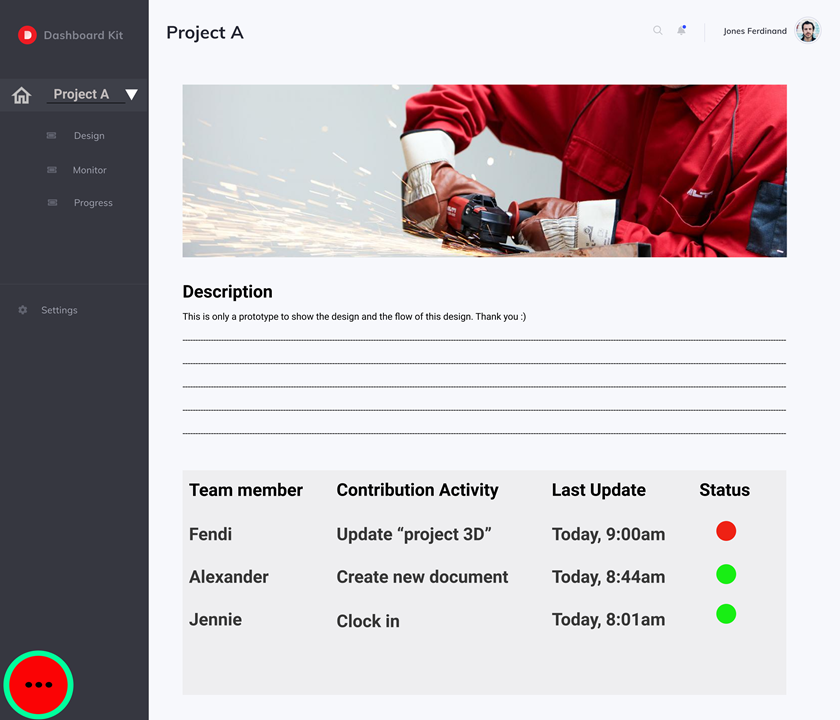 Dashboard Kit
Project A
Jones Ferdinand
Project A
Design
Monitor
Progress
Settings
Description
This is only a prototype to show the design and the flow of this design. Thank you :)
Team member Contribution Activity Last Update Status
Fendi Update “project 3D” Today, 9:00am
Alexander Create new document Today, 8:44am
Jennie Clock in Today, 8:01am